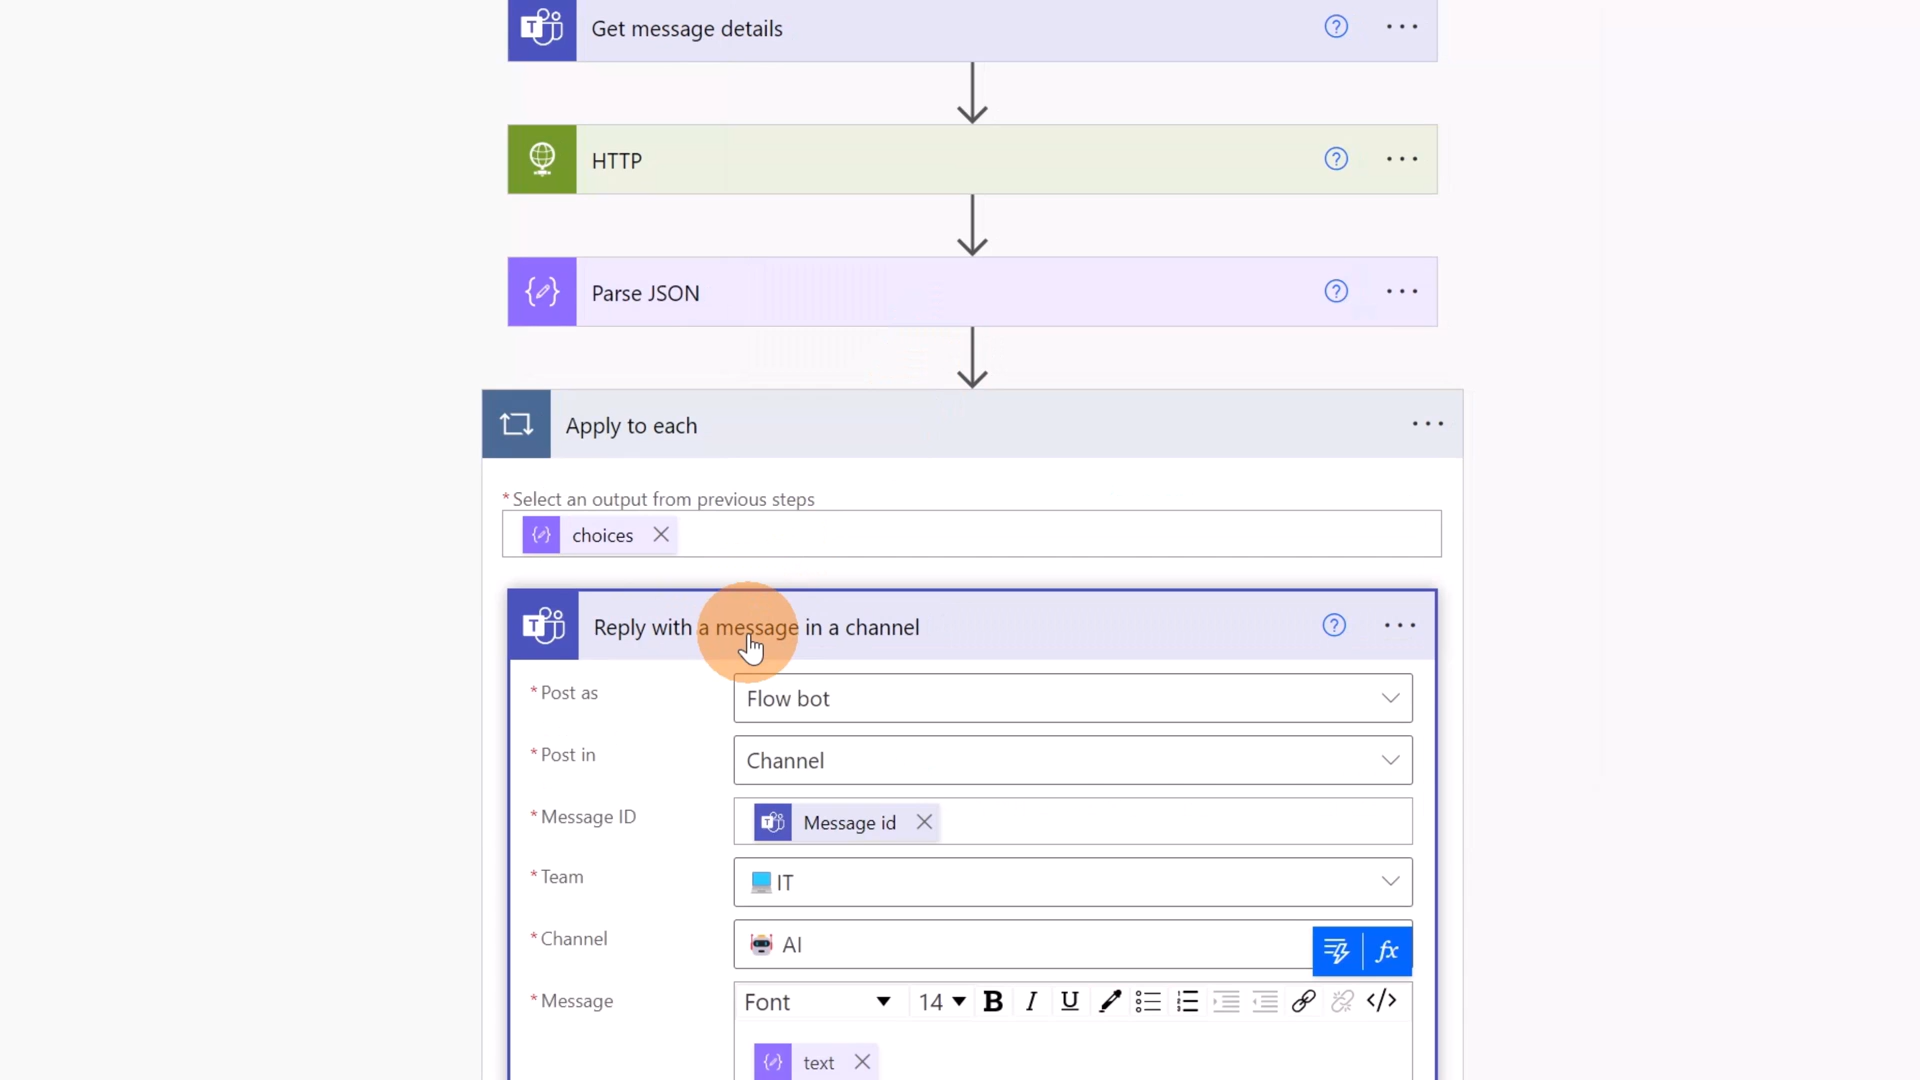 Get message details
HTTP
Parse JSON
Apply to each
* Select an output from previous steps
choices
Reply with a message in a channel
* Post as
Flow bot
* Post in
Channel
* Message ID
Message id
* Team
IT
* Channel
AI
fx
* Message
Font
14
B I U </>
text